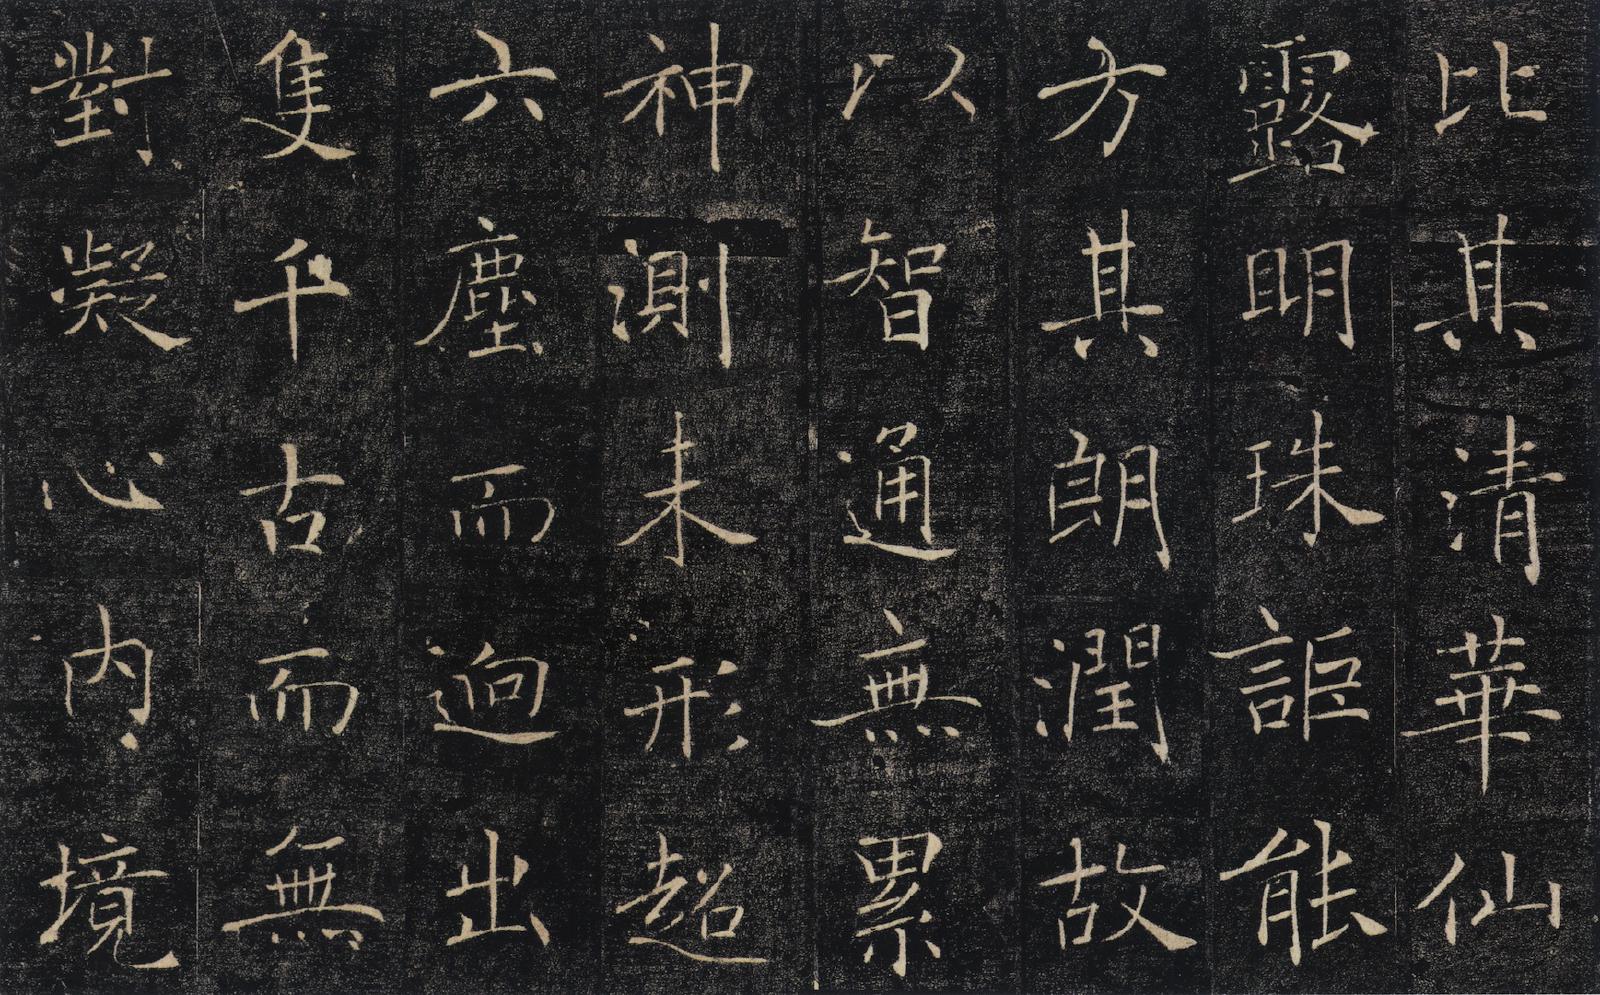 比其清華仙
露明珠詎能
方其朗潤故
以智通無累
神測未形超
六塵而迥出
隻千古而無
對凝心內境